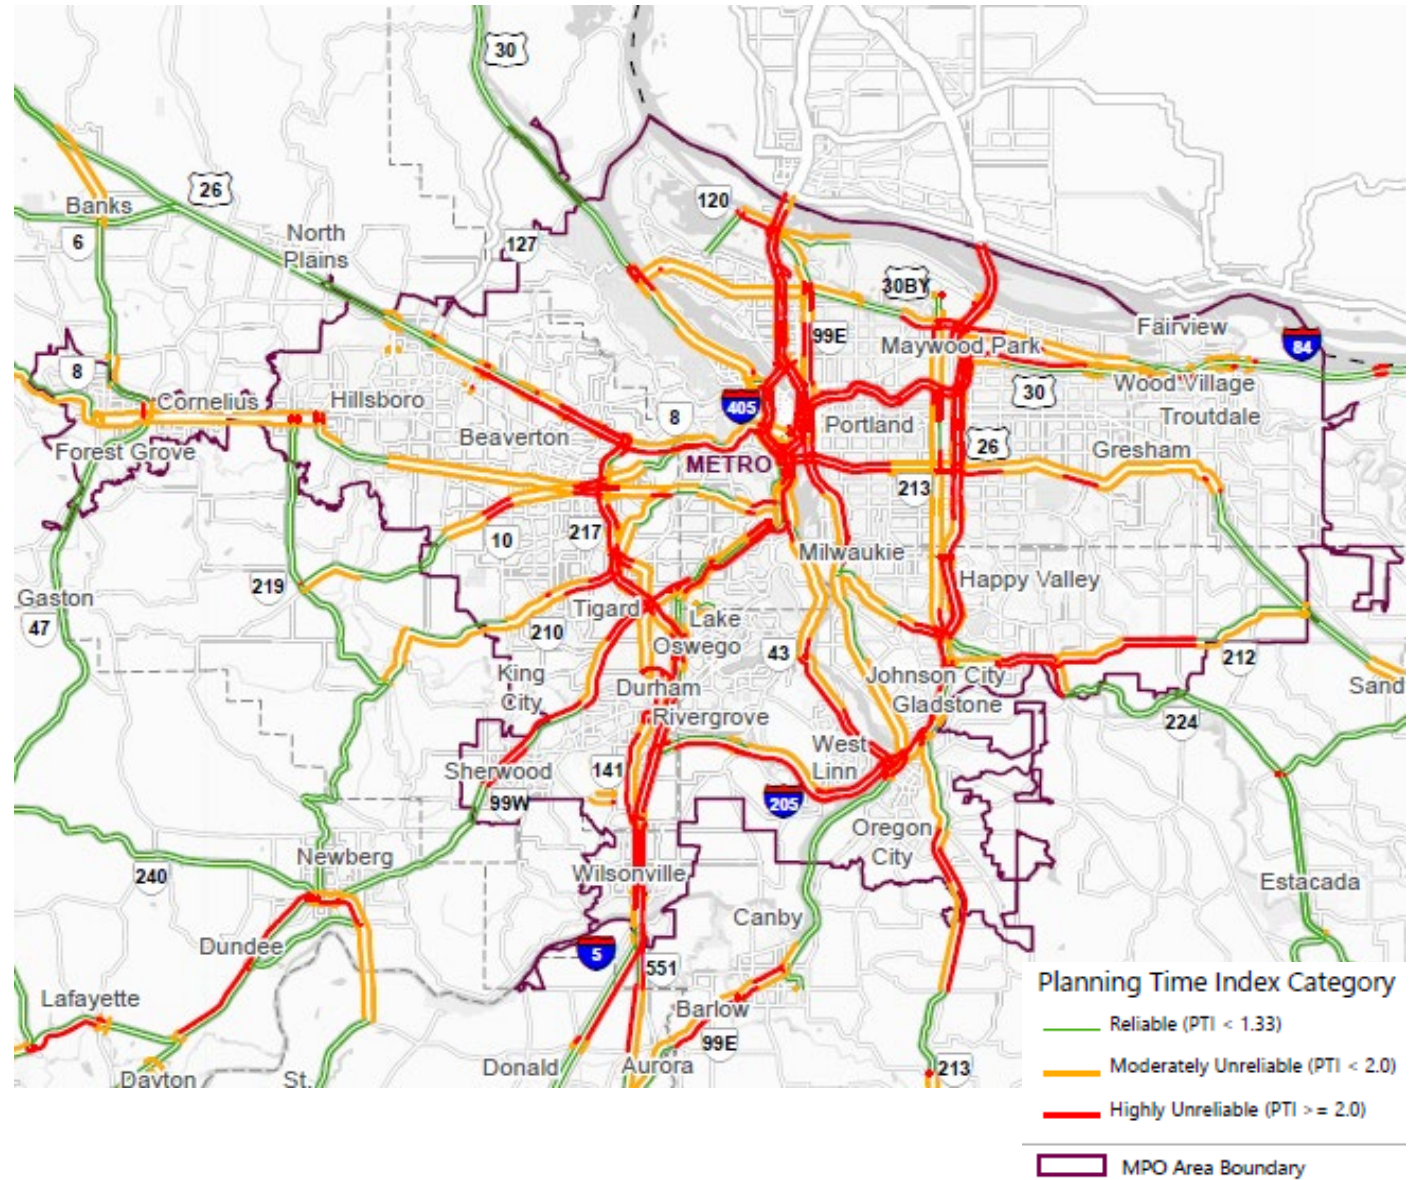 30
26
Banks
6
North
Plains
127
120
30BY
99E
Fairview
84
Maywood Park
Wood Village
30
Troutdale
8
Cornelius
Hillsboro
405
8
Portland
Beaverton
26
Gresham
Forest Grove
METRO
213
10
217
Milwaukie
219
Happy Valley
Gaston
47
Tigard
Lake
Oswego
210
43
212
King
City
Johnson City
Durham
Gladstone
Sand
Rivergrove
224
West
Linn
Sherwood
141
99W
205
Oregon
City
Newberg
240
Wilsonville
Estacada
Canby
Dundee
5
551
Lafayette
Barlow
99E
Donald
Aurora
213
Dayton
St.
Planning Time Index Category
Reliable (PTI < 1.33)
Moderately Unreliable (PTI < 2.0)
Highly Unreliable (PTI >= 2.0)
MPO Area Boundary